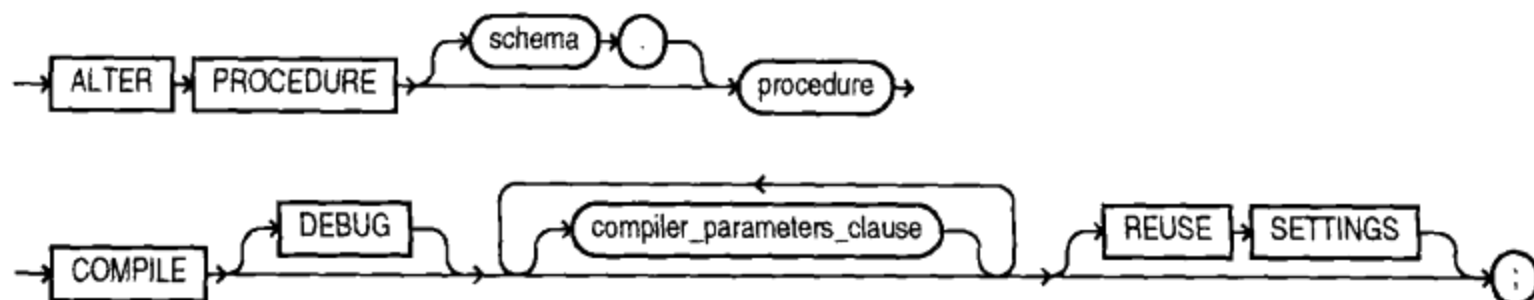 schema .
ALTER PROCEDURE procedure
DEBUG compiler_parameters_clause REUSE SETTINGS
COMPILE ;